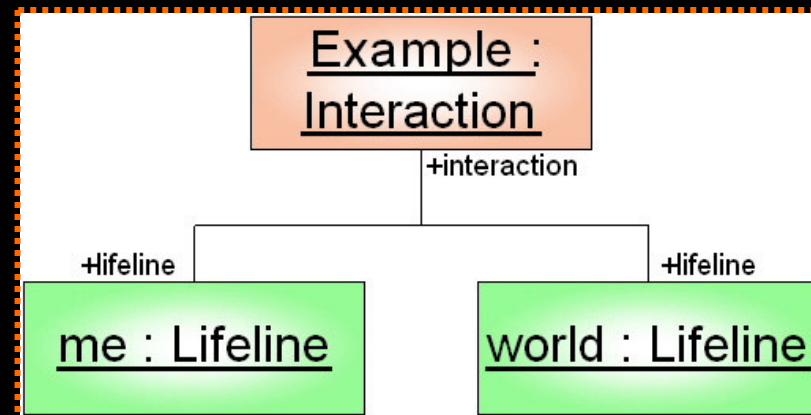 Example :
Interaction
+interaction
+lifeline
+lifeline
me : Lifeline
world : Lifeline